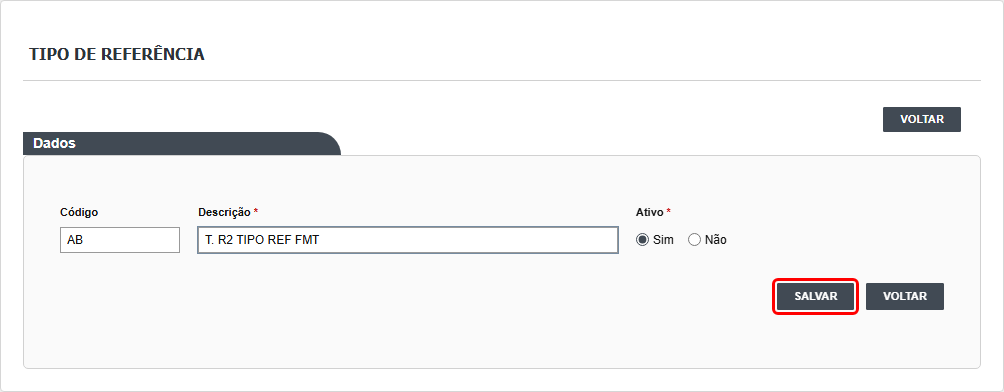 TIPO DE REFERÊNCIA
VOLTAR
Dados
Código Descrição * Ativo *
AB T. R2 TIPO REF FMT Sim Não
SALVAR VOLTAR